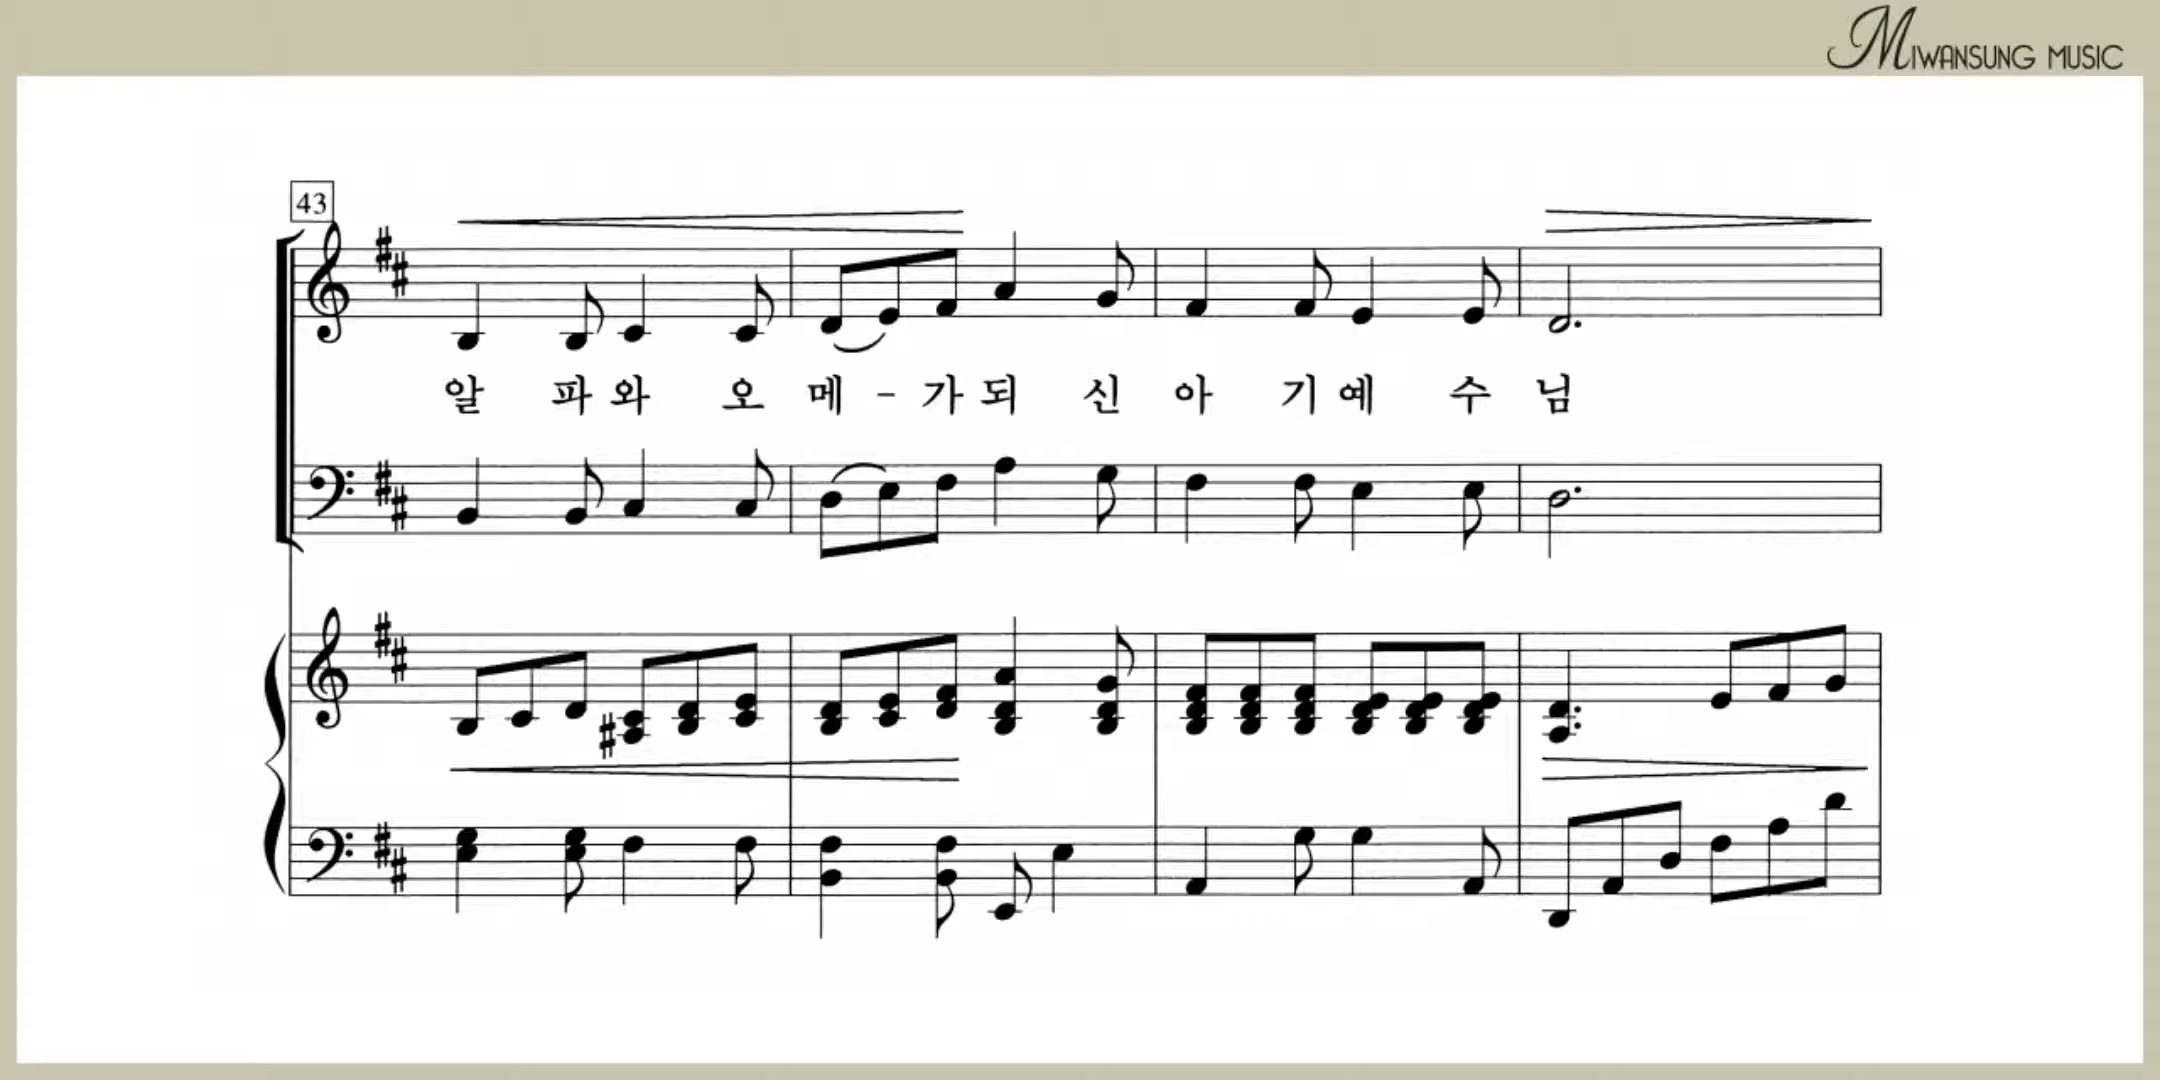 MIWANSUNG MUSIC
43
알 파 와 오 메 - 가 되 신 아 기 예 수 님